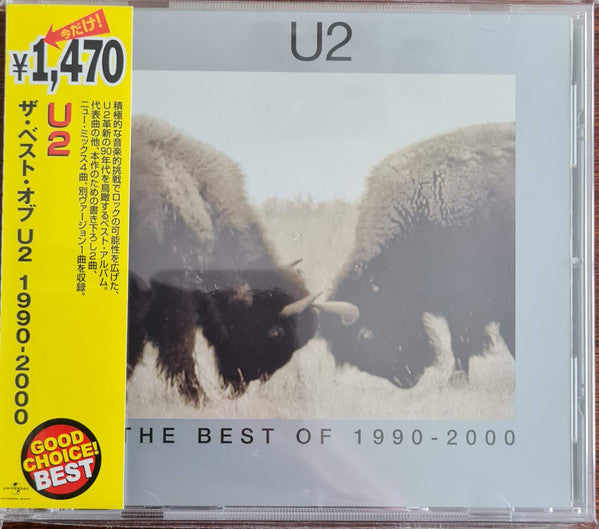 今だけ!
¥1,470
U2
ザ・ベスト・オブ U2 1990-2000
積極的な音楽的挑戦でロックの可能性を広げた、
U2革新の90年代を鳥瞰するベスト・アルバム。
代表曲の他、本作のための書き下ろし2曲、
ニュー・ミックス4曲、別ヴァージョン1曲を収録。
GOOD
CHOICE!
BEST
UNIVERSAL
UNIVERSAL MUSIC
U2
THE BEST OF 1990-2000